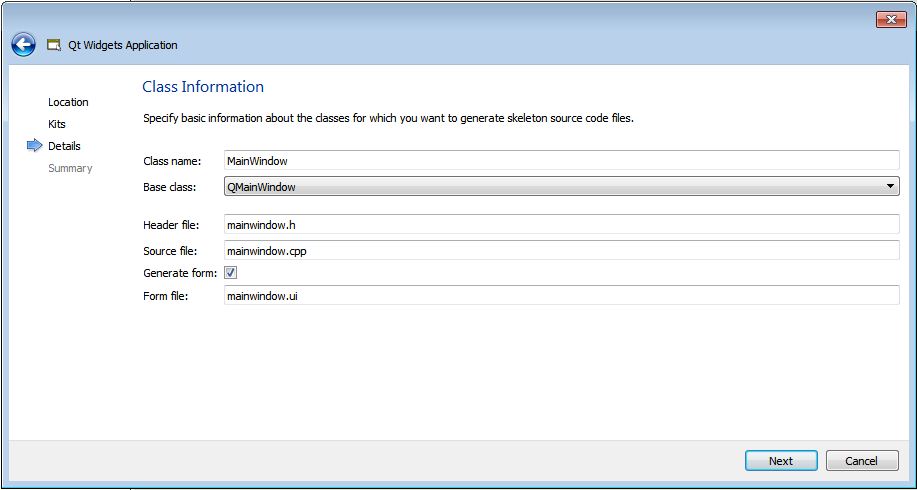 Qt Widgets Application
Location
Kits
Details
Summary
Class Information
Specify basic information about the classes for which you want to generate skeleton source code files.
Class name: MainWindow
Base class: QMainWindow
Header file: mainwindow.h
Source file: mainwindow.cpp
Generate form:
Form file: mainwindow.ui
Next Cancel